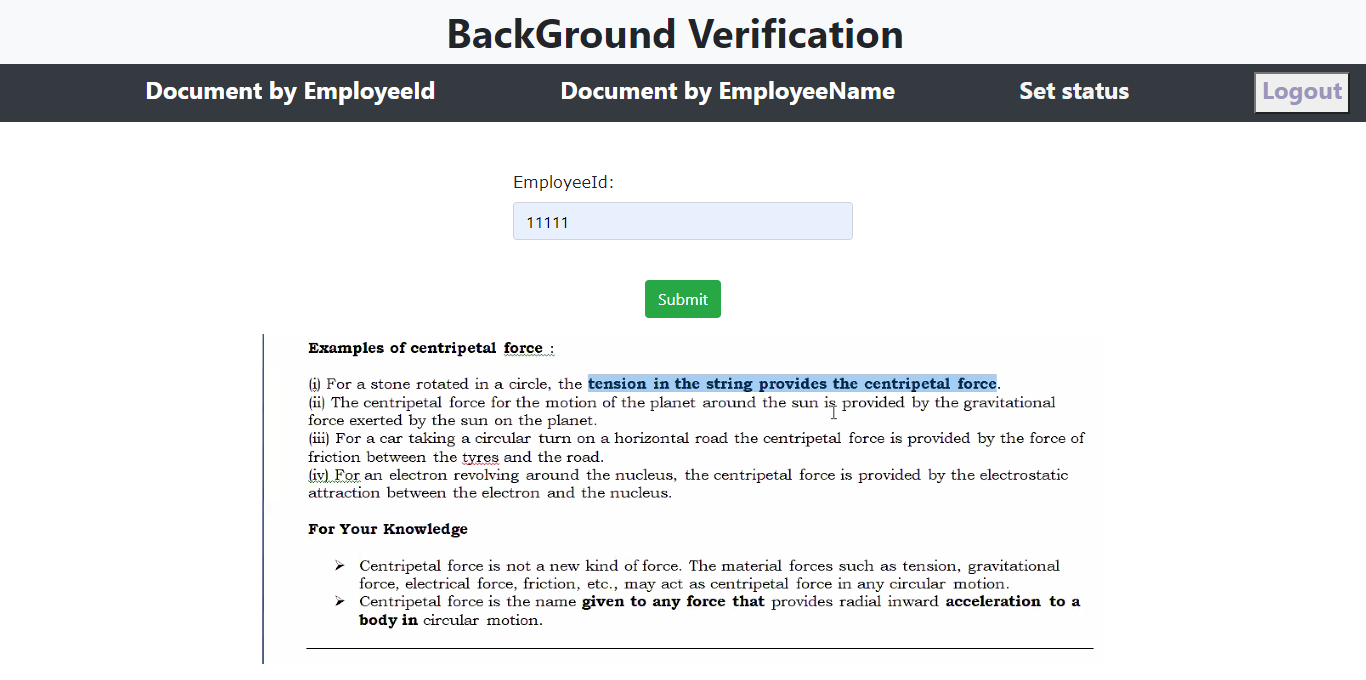 BackGround Verification
Document by EmployeeId Document by EmployeeName Set status Logout
EmployeeId:
11111
Submit
Examples of centripetal force :
(i) For a stone rotated in a circle, the tension in the string provides the centripetal force.
(ii) The centripetal force for the motion of the planet around the sun is provided by the gravitational
force exerted by the sun on the planet.
(iii) For a car taking a circular turn on a horizontal road the centripetal force is provided by the force of
friction between the tyres and the road.
(iv) For an electron revolving around the nucleus, the centripetal force is provided by the electrostatic
attraction between the electron and the nucleus.
For Your Knowledge
➢ Centripetal force is not a new kind of force. The material forces such as tension, gravitational
force, electrical force, friction, etc., may act as centripetal force in any circular motion.
➢ Centripetal force is the name given to any force that provides radial inward acceleration to a
body in circular motion.